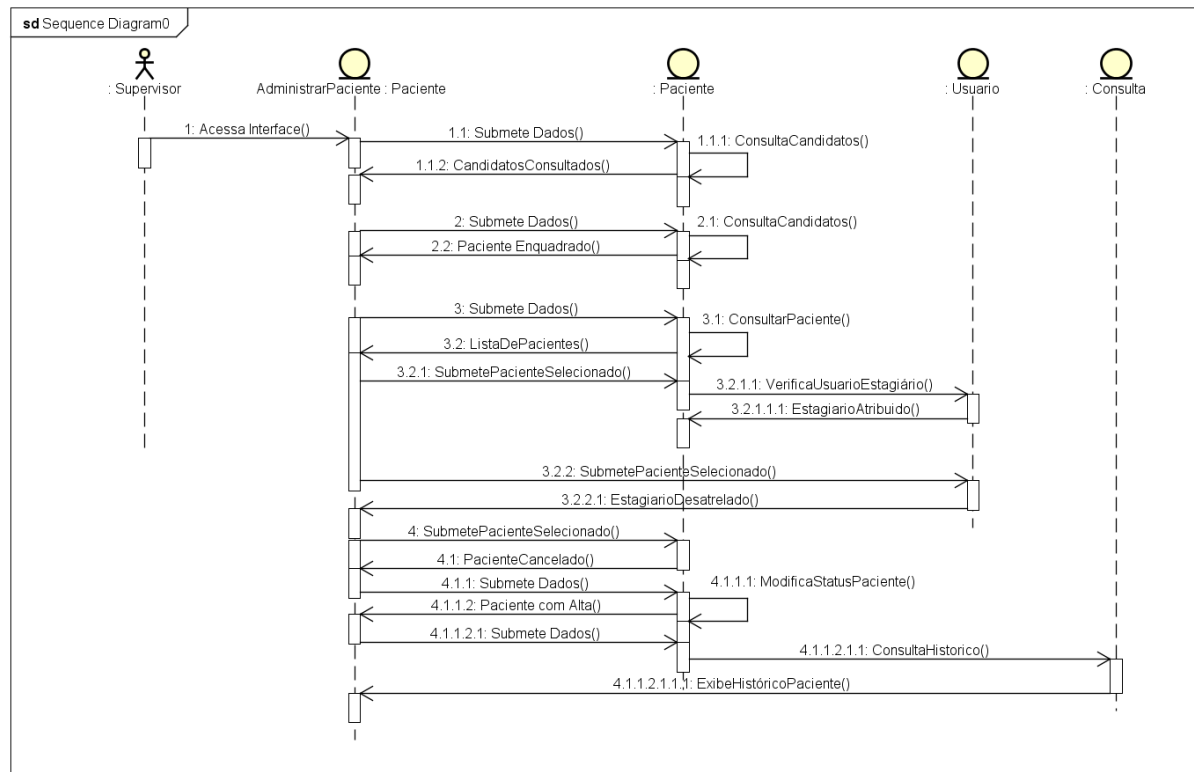 sd Sequence Diagram0
: Supervisor
AdministrarPaciente : Paciente
: Paciente
: Usuario
: Consulta
1: Acessa Interface()
1.1: Submete Dados()
1.1.1: ConsultaCandidatos()
1.1.2: CandidatosConsultados()
2: Submete Dados()
2.1: ConsultaCandidatos()
2.2: Paciente Enquadrado()
3: Submete Dados()
3.1: ConsultarPaciente()
3.2: ListaDePacientes()
3.2.1: SubmetePacienteSelecionado()
3.2.1.1: VerificaUsuarioEstagiário()
3.2.1.1.1: EstagiarioAtribuido()
3.2.2: SubmetePacienteSelecionado()
3.2.2.1: EstagiarioDesatrelado()
4: SubmetePacienteSelecionado()
4.1: PacienteCancelado()
4.1.1: Submete Dados()
4.1.1.1: ModificaStatusPaciente()
4.1.1.2: Paciente com Alta()
4.1.1.2.1: Submete Dados()
4.1.1.2.1.1: ConsultaHistorico()
4.1.1.2.1.1.1: ExibeHistóricoPaciente()